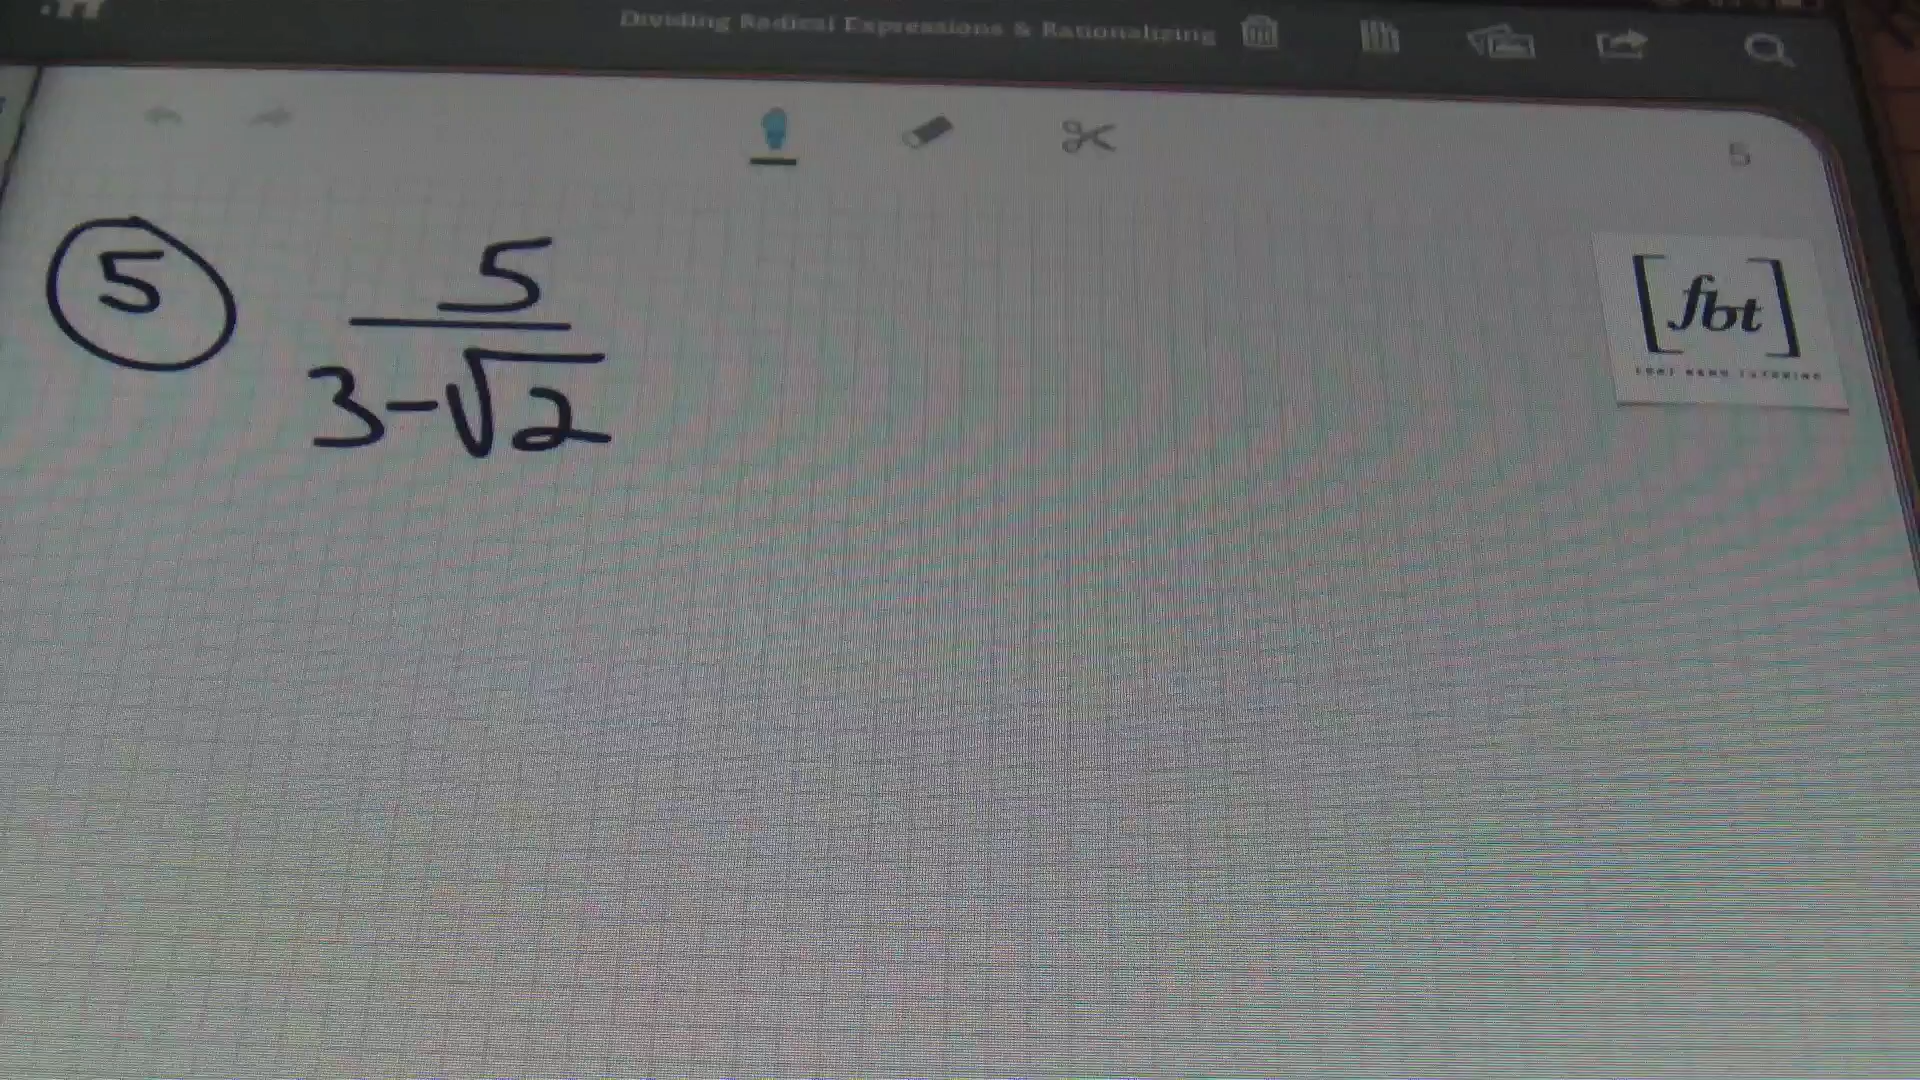 Dividing Radical Expressions & Rationalizing
5
5
5
3-√2
[fbt]